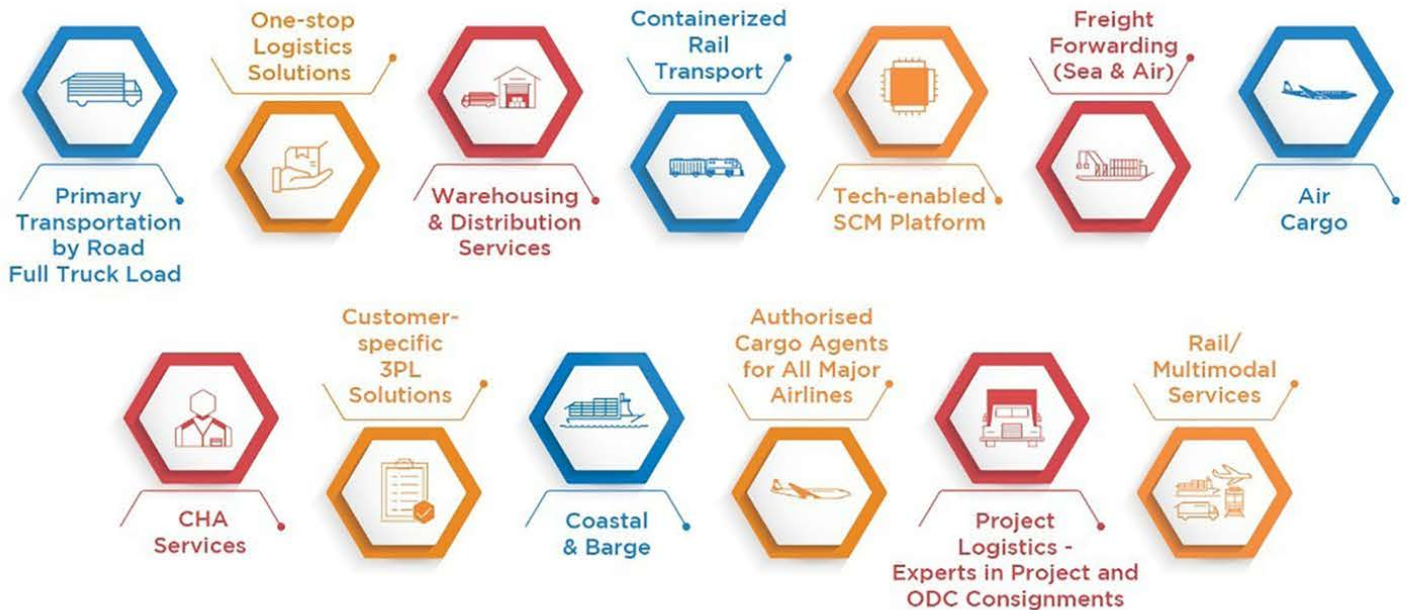 Primary
Transportation
by Road
Full Truck Load
One-stop
Logistics
Solutions
Warehousing
& Distribution
Services
Containerized
Rail
Transport
Tech-enabled
SCM Platform
Freight
Forwarding
(Sea & Air)
Air
Cargo
CHA
Services
Customer-
specific
3PL
Solutions
Coastal
& Barge
Authorised
Cargo Agents
for All Major
Airlines
Project
Logistics -
Experts in Project and
ODC Consignments
Rail/
Multimodal
Services